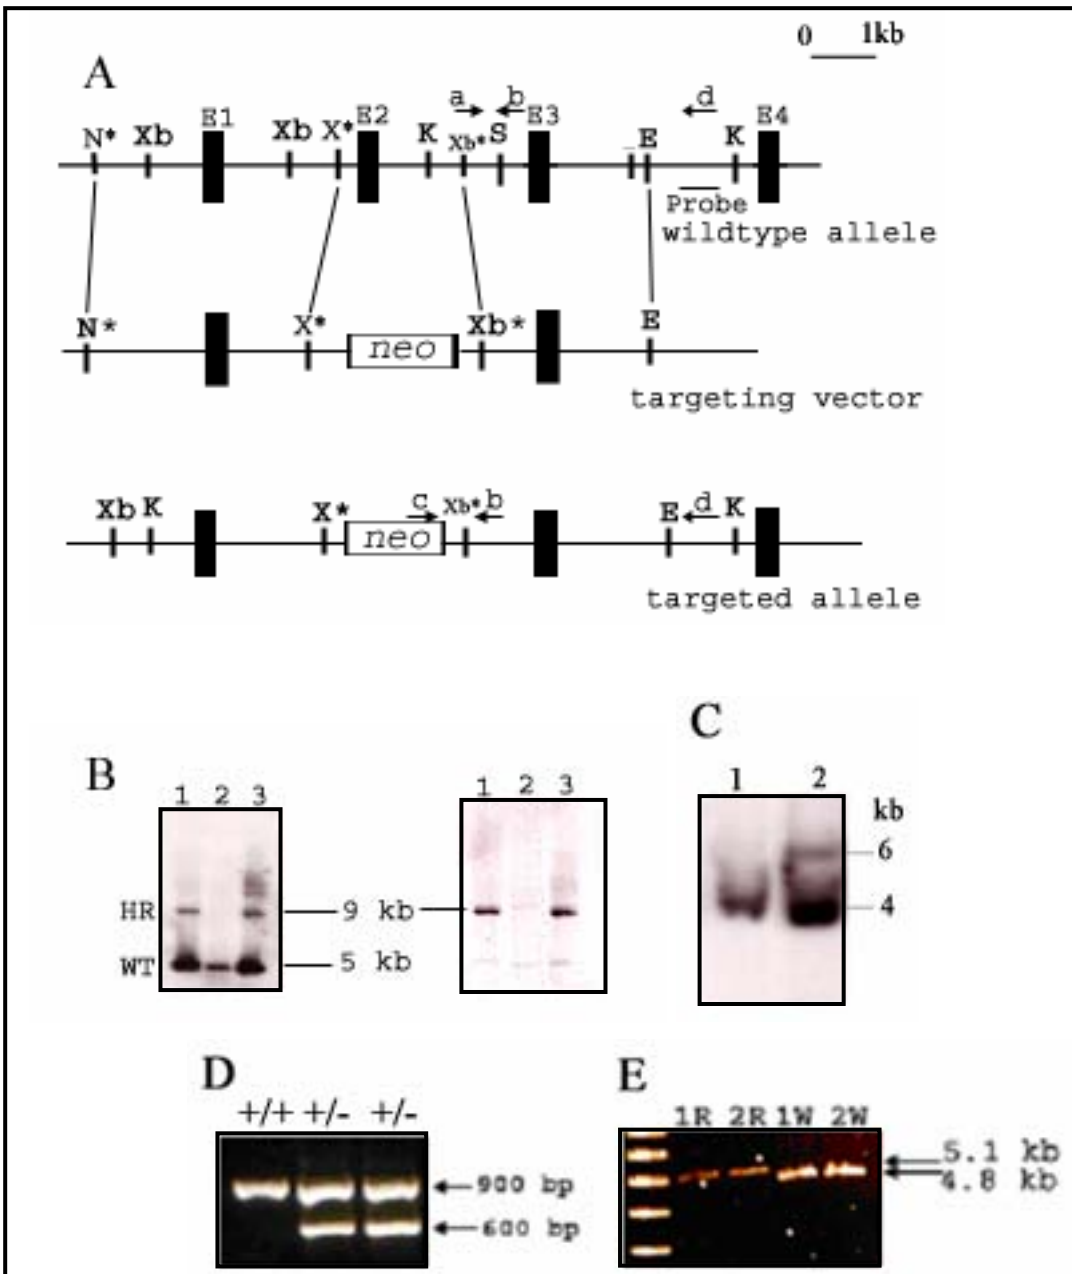 0 1kb
A
a b d
N* Xb E1 Xb X* E2 K Xb* S E3 E K E4
Probe
wildtype allele
N* X* neo Xb* E
targeting vector
Xb K X* c Xb* b E d K
neo
targeted allele
B
1 2 3
1 2 3
HR 9 kb
WT 5 kb
C
1 2
kb
6
4
D
+/+ +/- +/-
900 bp
600 bp
E
1R 2R 1W 2W
5.1 kb
4.8 kb